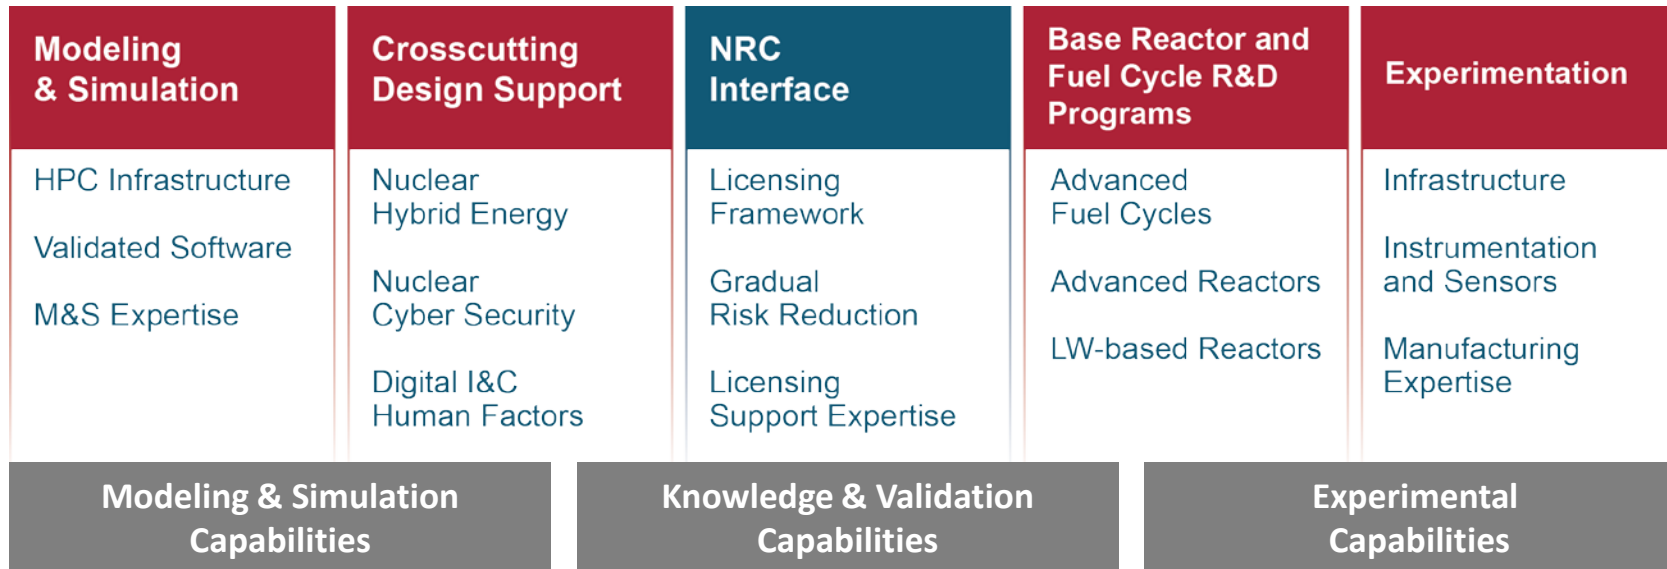 Modeling
& Simulation
HPC Infrastructure
Validated Software
M&S Expertise
Crosscutting
Design Support
Nuclear
Hybrid Energy
Nuclear
Cyber Security
Digital I&C
Human Factors
NRC
Interface
Licensing
Framework
Gradual
Risk Reduction
Licensing
Support Expertise
Base Reactor and
Fuel Cycle R&D
Programs
Advanced
Fuel Cycles
Advanced Reactors
LW-based Reactors
Experimentation
Infrastructure
Instrumentation
and Sensors
Manufacturing
Expertise
Modeling & Simulation
Capabilities
Knowledge & Validation
Capabilities
Experimental
Capabilities